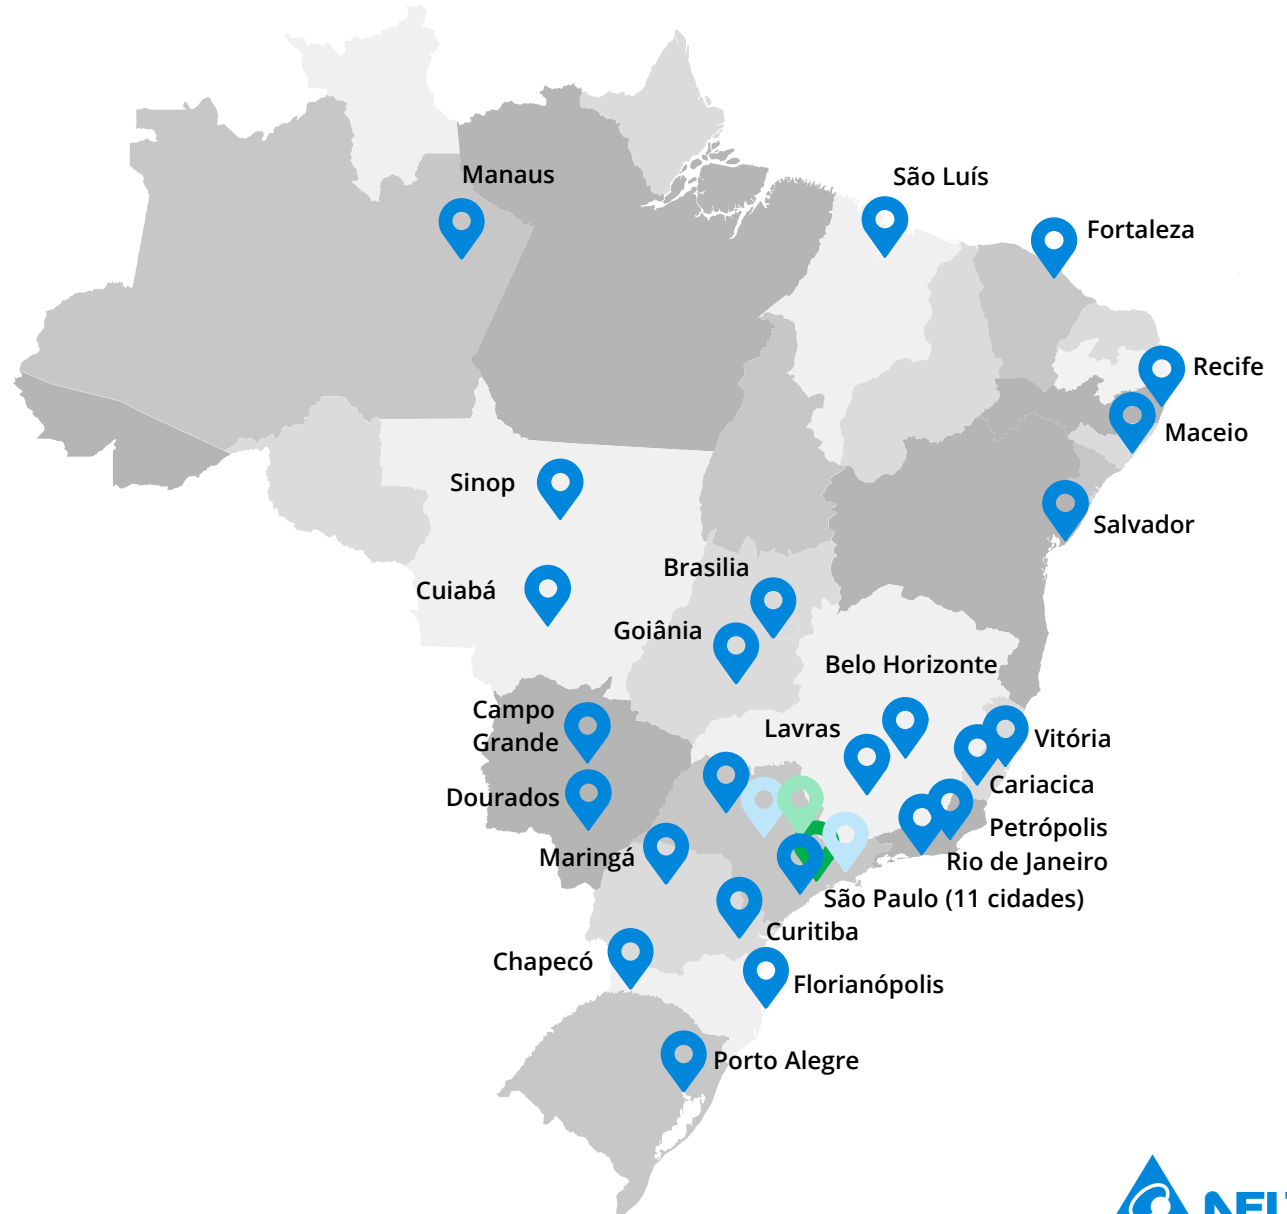 Manaus
São Luís
Fortaleza
Recife
Maceio
Sinop
Salvador
Brasilia
Cuiabá
Goiânia
Belo Horizonte
Campo
Grande
Lavras
Vitória
Cariacica
Dourados
Petrópolis
Maringá
Rio de Janeiro
São Paulo (11 cidades)
Curitiba
Chapecó
Florianópolis
Porto Alegre